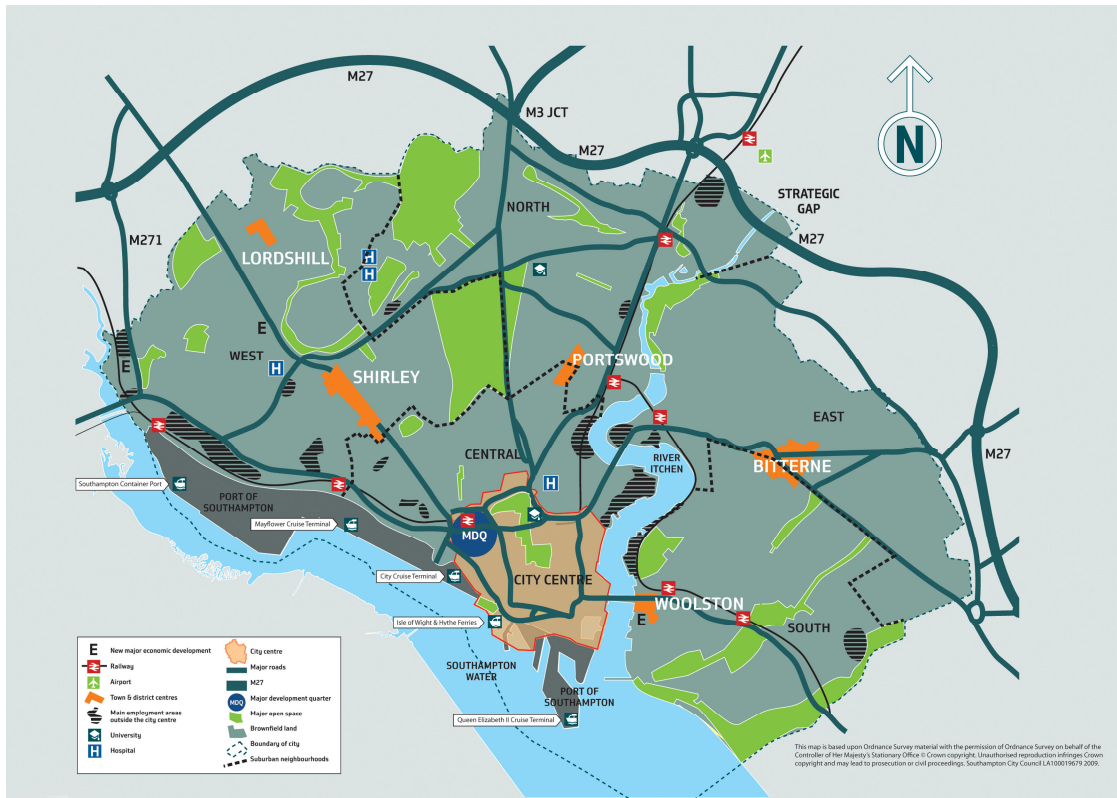 M27
M3 JCT
M27
N
STRATEGIC
GAP
NORTH
M271
M27
LORDSHILL
H
H
E
WEST
H
E
SHIRLEY
PORTSWOOD
EAST
CENTRAL
RIVER
ITCHEN
BITTERNE
M27
H
Southampton Container Port
PORT OF
SOUTHAMPTON
Mayflower Cruise Terminal
MDQ
City Cruise Terminal
CITY CENTRE
WOOLSTON
E
Isle of Wight & Hythe Ferries
SOUTH
SOUTHAMPTON
WATER
PORT OF
SOUTHAMPTON
Queen Elizabeth II Cruise Terminal
E New major economic development
Railway
Airport
Town & district centres
Main employment areas
outside the city centre
University
H Hospital
City centre
Major roads
M27
MDQ Major development quarter
Major open space
Brownfield land
Boundary of city
Suburban neighbourhoods
This map is based upon Ordnance Survey material with the permission of Ordnance Survey on behalf of the
Controller of Her Majesty's Stationary Office © Crown copyright. Unauthorised reproduction infringes Crown
copyright and may lead to prosecution or civil proceedings. Southampton City Council LA100019679 2009.